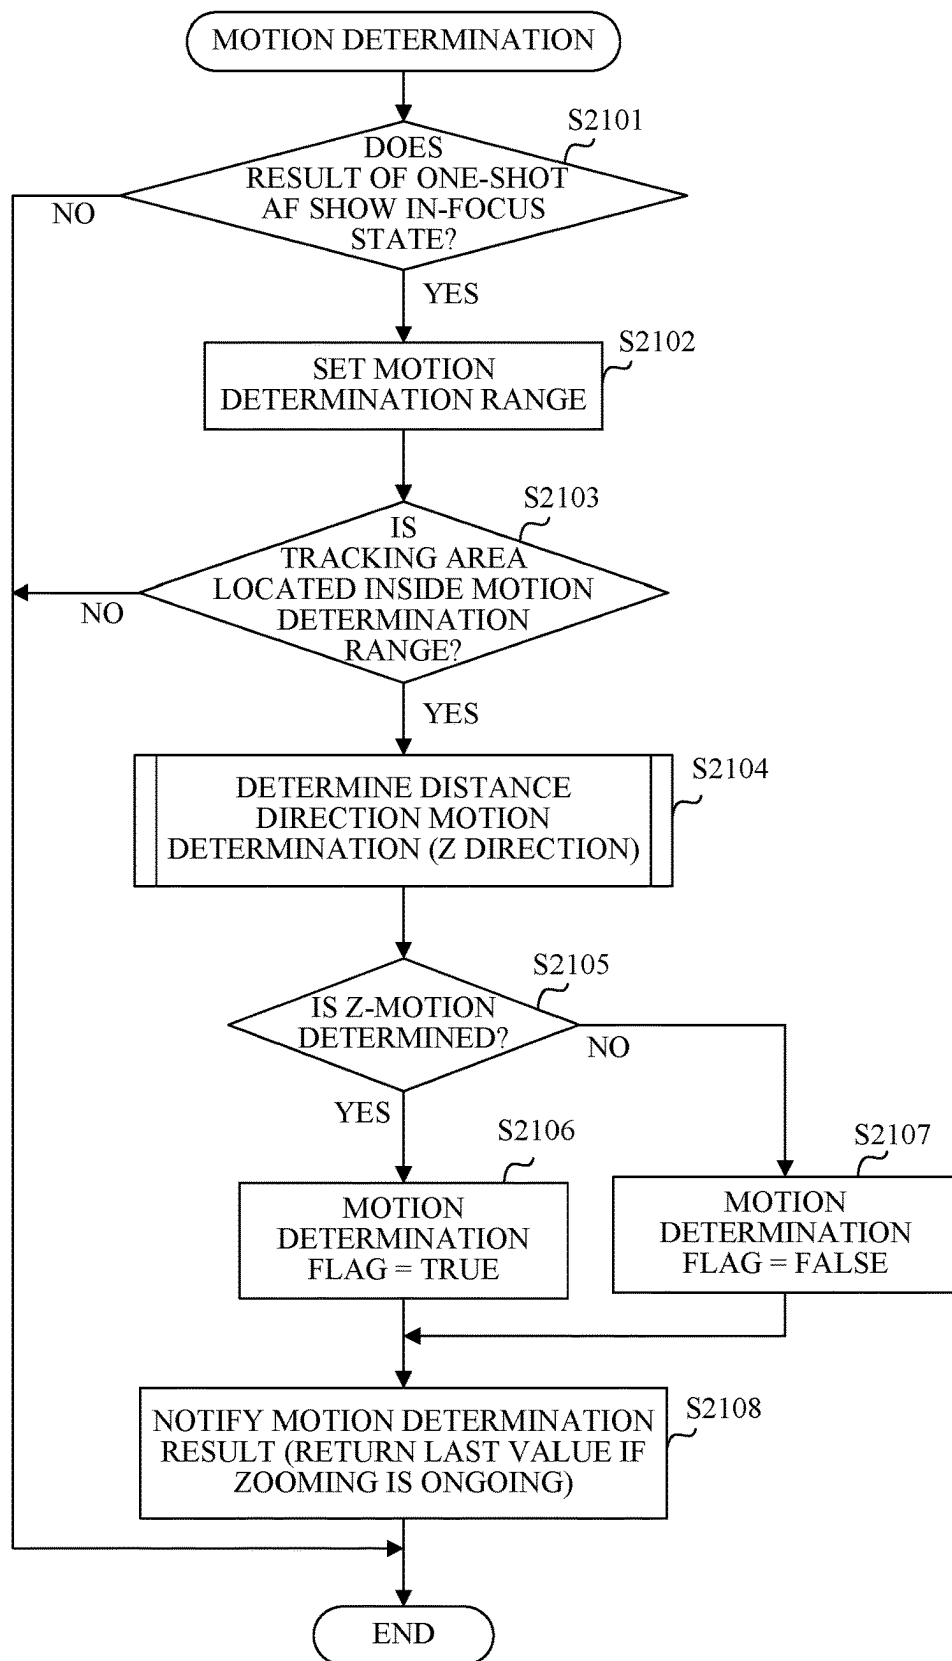 MOTION DETERMINATION
S2101
DOES
RESULT OF ONE-SHOT
AF SHOW IN-FOCUS
STATE?
NO
YES
S2102
SET MOTION
DETERMINATION RANGE
S2103
IS
TRACKING AREA
LOCATED INSIDE MOTION
DETERMINATION
RANGE?
NO
YES
S2104
DETERMINE DISTANCE
DIRECTION MOTION
DETERMINATION (Z DIRECTION)
S2105
IS Z-MOTION
DETERMINED?
NO
YES
S2106
MOTION
DETERMINATION
FLAG = TRUE
S2107
MOTION
DETERMINATION
FLAG = FALSE
S2108
NOTIFY MOTION DETERMINATION
RESULT (RETURN LAST VALUE IF
ZOOMING IS ONGOING)
END